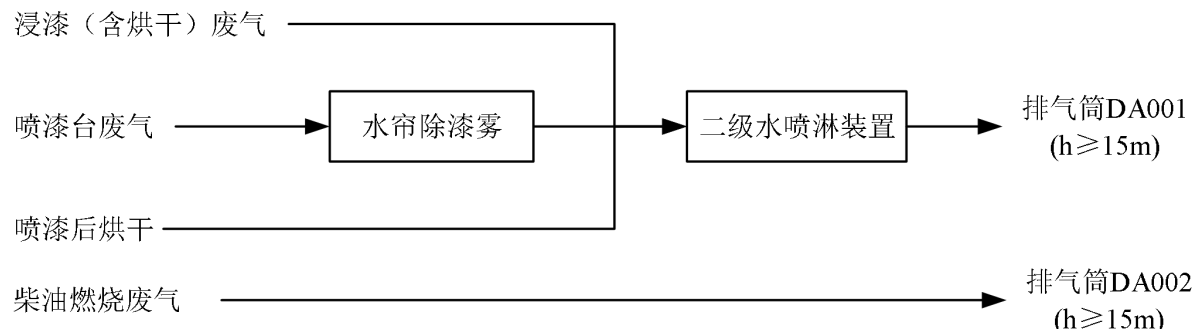 浸漆（含烘干）废气
喷漆台废气
水帘除漆雾
二级水喷淋装置
排气筒DA001
(h≥15m)
喷漆后烘干
柴油燃烧废气
排气筒DA002
(h≥15m)